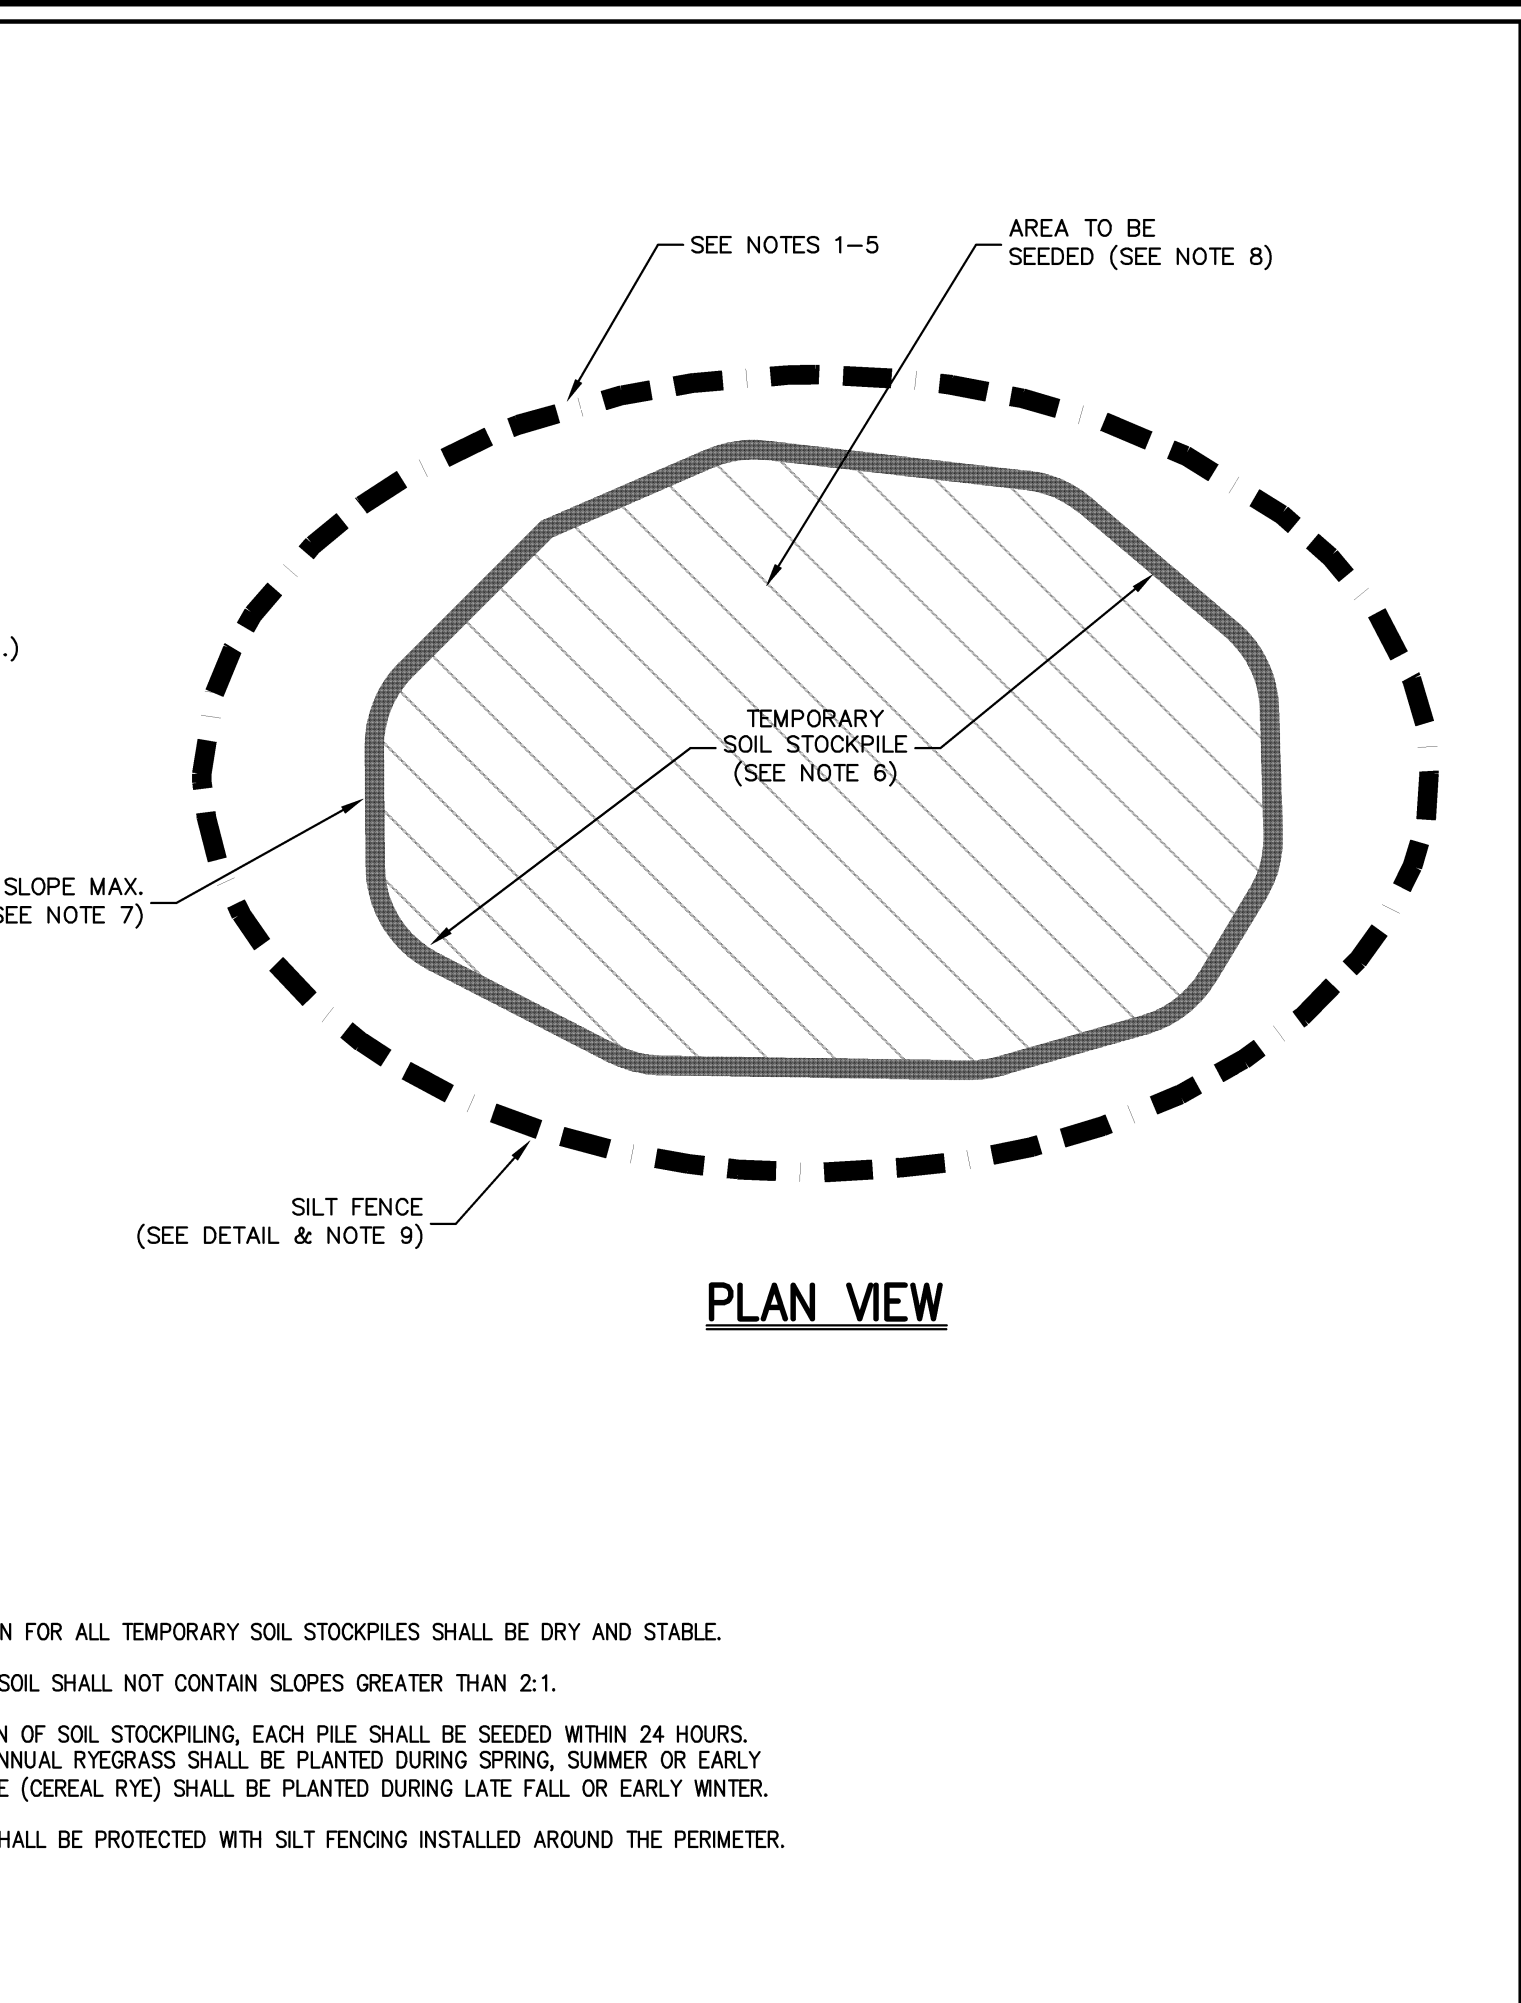 SEE NOTES 1-5
AREA TO BE
SEEDED (SEE NOTE 8)
.)
TEMPORARY
SOIL STOCKPILE
(SEE NOTE 6)
SLOPE MAX.
SEE NOTE 7)
SILT FENCE
(SEE DETAIL & NOTE 9)
PLAN VIEW
N FOR ALL TEMPORARY SOIL STOCKPILES SHALL BE DRY AND STABLE.
SOIL SHALL NOT CONTAIN SLOPES GREATER THAN 2:1.
N OF SOIL STOCKPILING, EACH PILE SHALL BE SEEDED WITHIN 24 HOURS.
NNUAL RYEGRASS SHALL BE PLANTED DURING SPRING, SUMMER OR EARLY
E (CEREAL RYE) SHALL BE PLANTED DURING LATE FALL OR EARLY WINTER.
HALL BE PROTECTED WITH SILT FENCING INSTALLED AROUND THE PERIMETER.